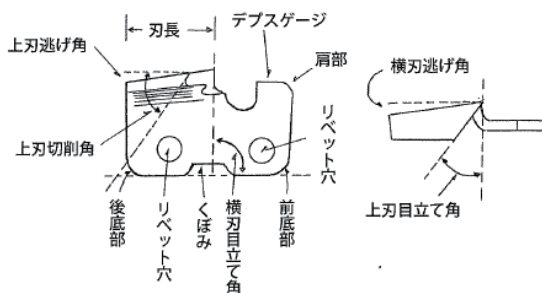 上刃逃げ角
刃長
デプスゲージ
肩部
上刃切削角
リベット穴
後底部
リベット穴
くぼみ
横刃目立て角
前底部
横刃逃げ角
上刃目立て角